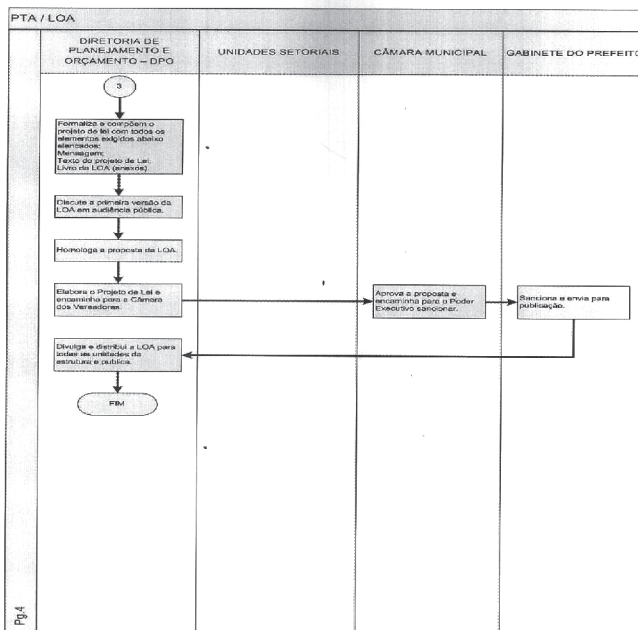 PTA / LOA
DIRETORIA DE
PLANEJAMENTO E
ORÇAMENTO – DPO
UNIDADES SETORIAIS
CÂMARA MUNICIPAL
GABINETE DO PREFEITO
3
Formaliza e compõem o
projeto de lei com todos os
elementos exigidos abaixo
elencados:
Mensagem;
Texto do projeto de Lei;
Livro da LOA (anexos).
Discute a primeira versão da
LOA em audiência pública.
Homologa a proposta da LOA.
Elabora o Projeto de Lei e
encaminha para a Câmara
dos Vereadores.
Aprova a proposta e
encaminha para o Poder
Executivo sancionar.
Sanciona e envia para
publicação.
Divulga e distribui a LOA para
todas as unidades da
estrutura e publica.
FIM
Pg.4